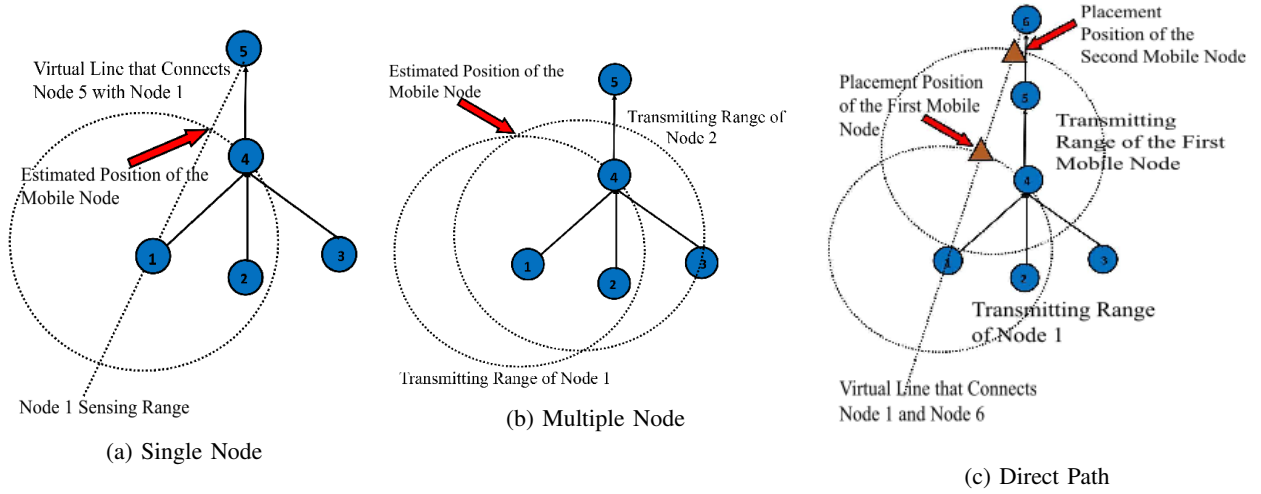 5
Virtual Line that Connects
Node 5 with Node 1
4
Estimated Position of the
Mobile Node
1
2
3
Node 1 Sensing Range
(a) Single Node
Estimated Position of the
Mobile Node
5
Transmitting Range of
Node 2
4
1
2
3
Transmitting Range of Node 1
(b) Multiple Node
6
Placement
Position of the
Second Mobile Node
Placement Position
of the First Mobile
Node
5
Transmitting
Range of the First
Mobile Node
4
1
2
3
Transmitting Range
of Node 1
Virtual Line that Connects
Node 1 and Node 6
(c) Direct Path